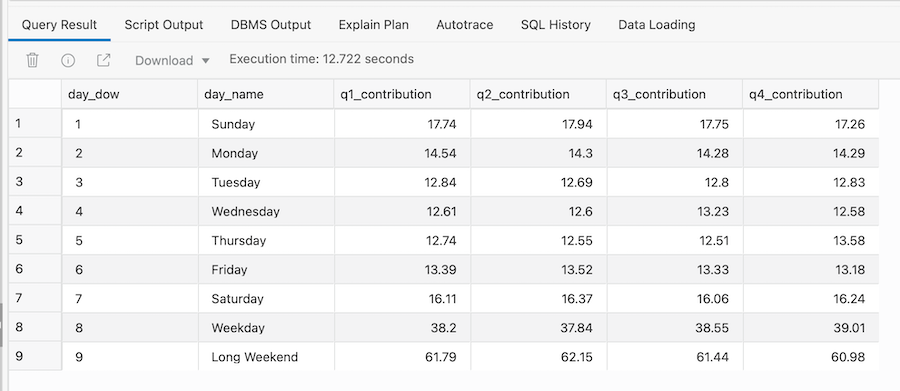 Query Result Script Output DBMS Output Explain Plan Autotrace SQL History Data Loading
Download Execution time: 12.722 seconds
day_dow day_name q1_contribution q2_contribution q3_contribution q4_contribution
1 1 Sunday 17.74 17.94 17.75 17.26
2 2 Monday 14.54 14.3 14.28 14.29
3 3 Tuesday 12.84 12.69 12.8 12.83
4 4 Wednesday 12.61 12.6 13.23 12.58
5 5 Thursday 12.74 12.55 12.51 13.58
6 6 Friday 13.39 13.52 13.33 13.18
7 7 Saturday 16.11 16.37 16.06 16.24
8 8 Weekday 38.2 37.84 38.55 39.01
9 9 Long Weekend 61.79 62.15 61.44 60.98